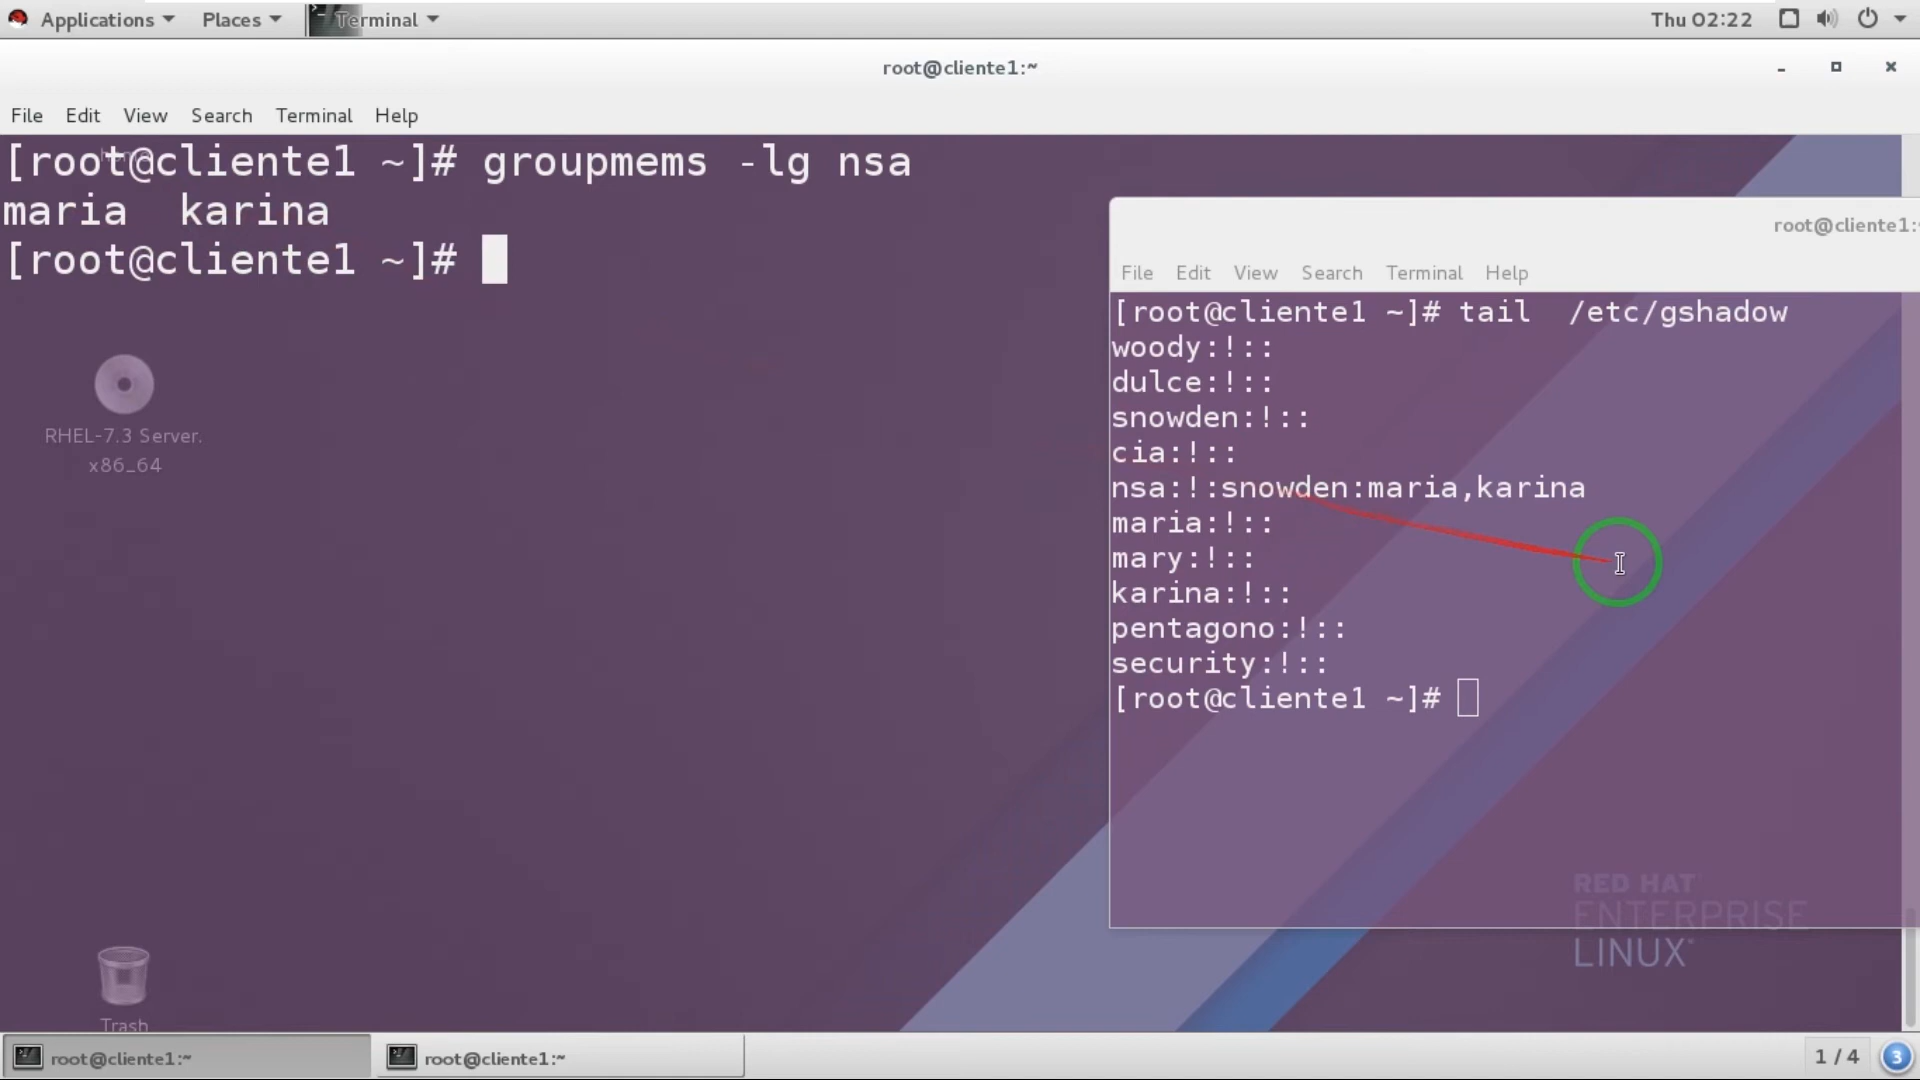 Applications Places Terminal Thu 02:22
root@cliente1:~
File Edit View Search Terminal Help
[root@cliente1 ~]# groupmems -lg nsa
maria  karina
[root@cliente1 ~]#
RHEL-7.3 Server.
x86_64
Trash
root@cliente1:
File Edit View Search Terminal Help
[root@cliente1 ~]# tail  /etc/gshadow
woody:!::
dulce:!::
snowden:!::
cia:!::
nsa:!:snowden:maria,karina
maria:!::
mary:!::
karina:!::
pentagono:!::
security:!::
[root@cliente1 ~]#
RED HAT
ENTERPRISE
LINUX
root@cliente1:~ root@cliente1:~ 1 / 4 3